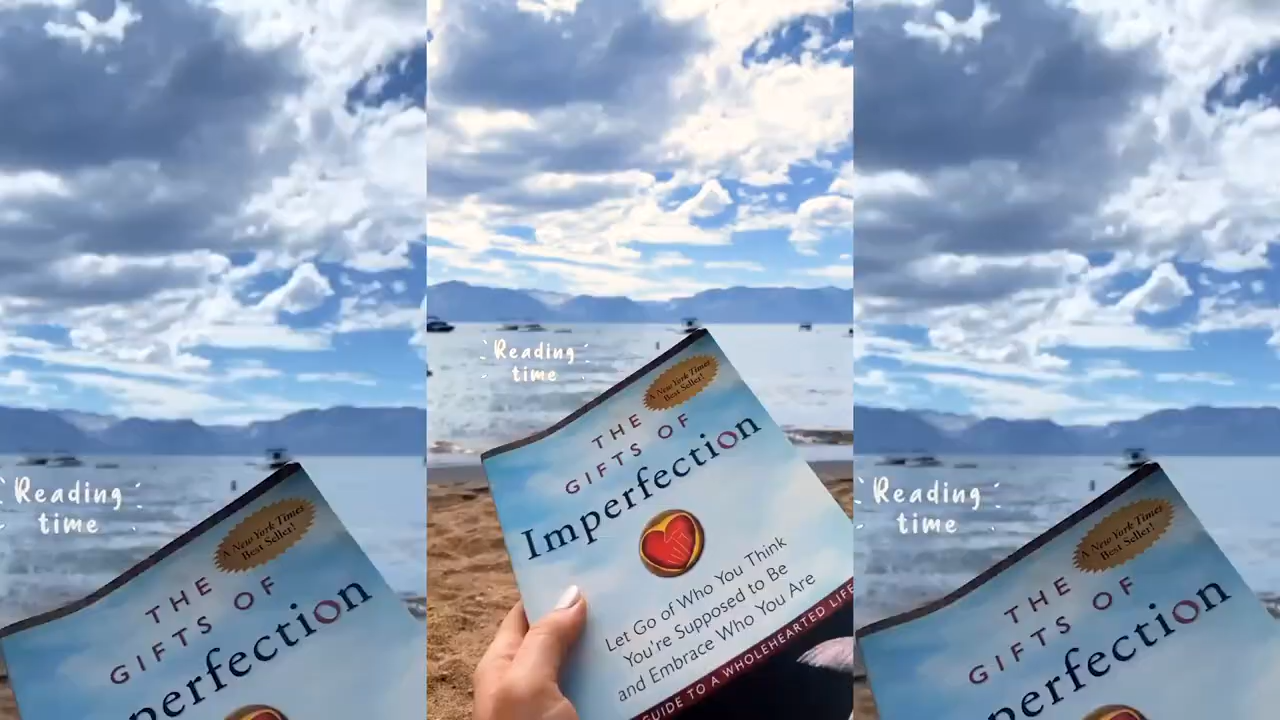 Reading
time
A New York Times
Best Seller!
THE
GIFTS OF
perfection
Reading
time
A New York Times
Best Seller!
THE
GIFTS OF
Imperfection
Let Go of Who You Think
You're Supposed to Be
and Embrace Who You Are
GUIDE TO A WHOLEHEARTED LIFE
Reading
time
A New York Times
Best Seller!
THE
GIFTS OF
perfection